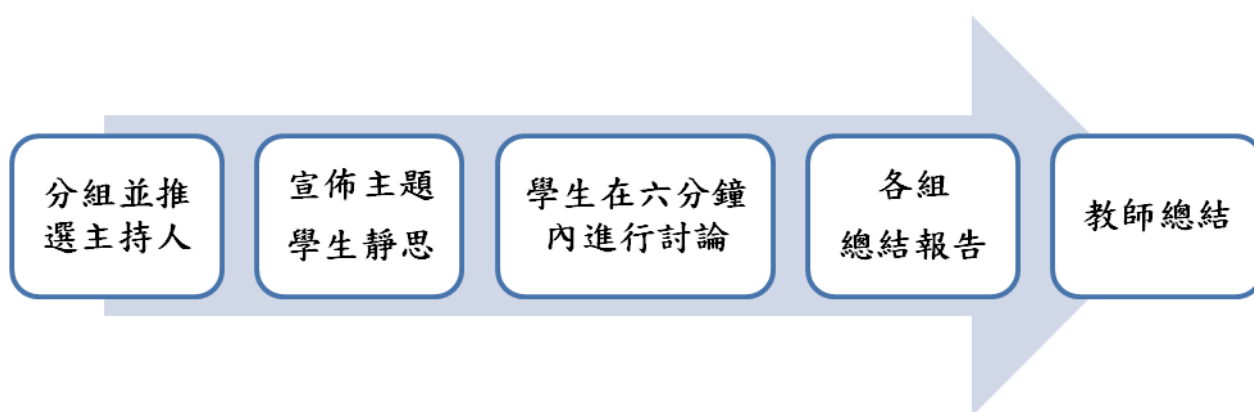 分組並推
選主持人
宣佈主題
學生靜思
學生在六分鐘
內進行討論
各組
總結報告
教師總結